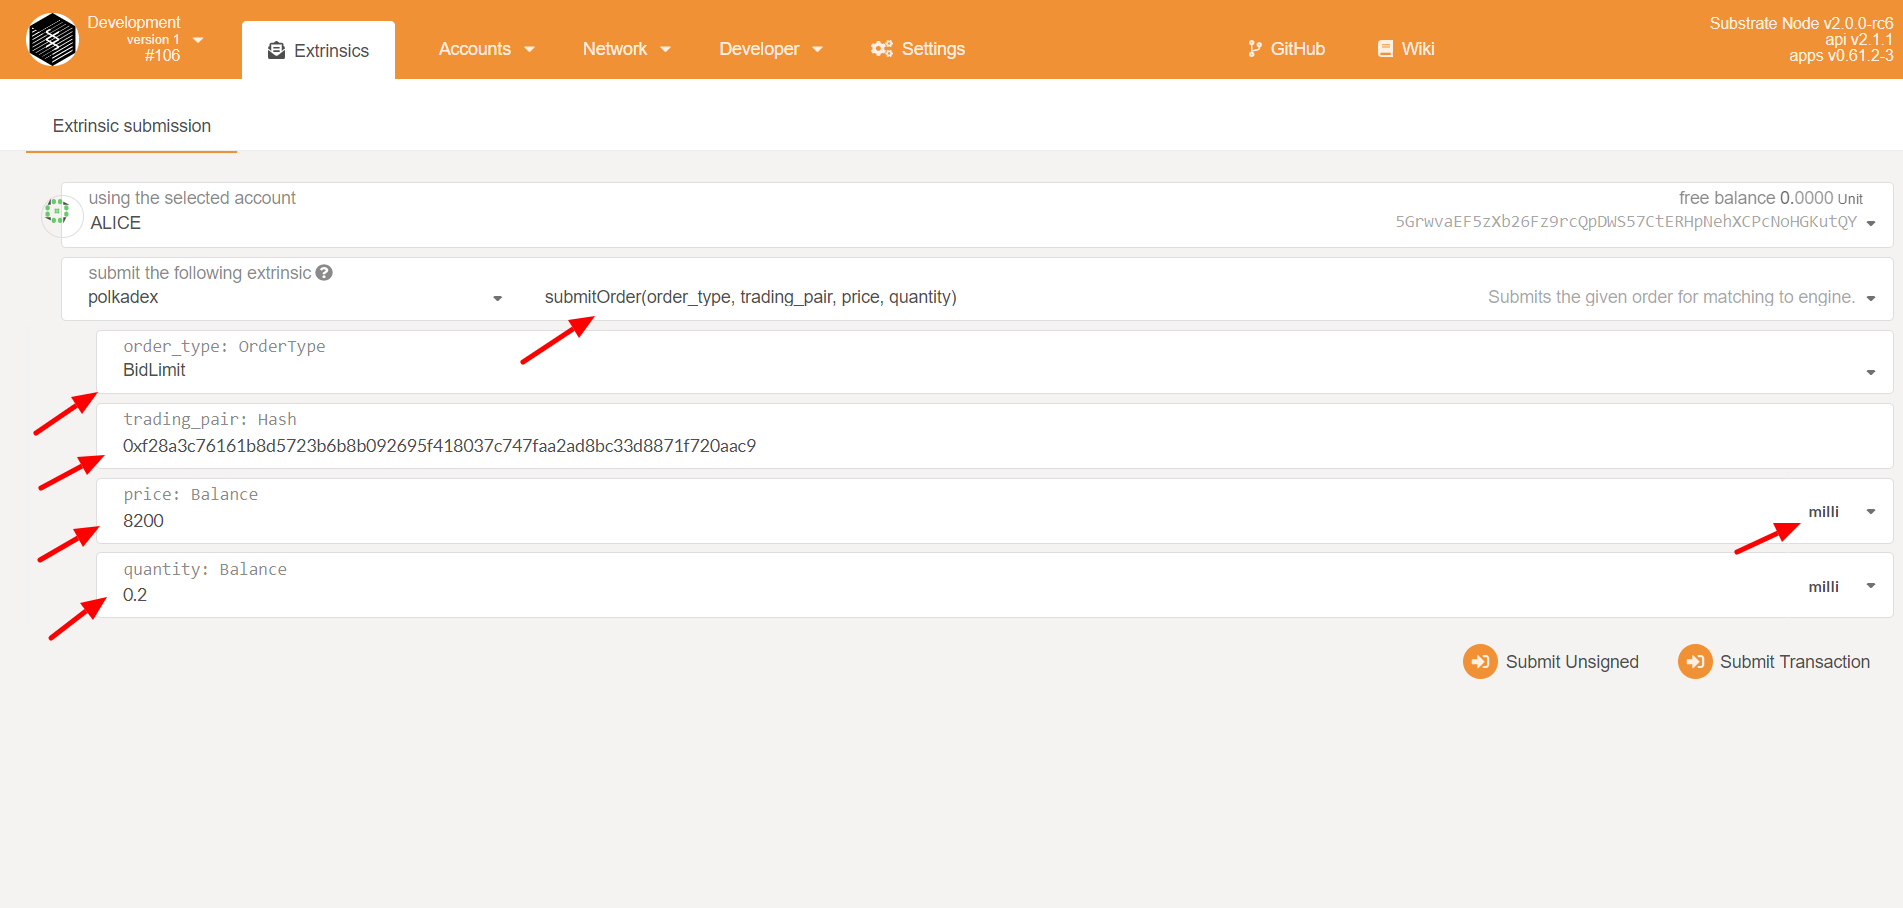 Development
version 1
#106
Extrinsics
Accounts
Network
Developer
Settings
GitHub
Wiki
Substrate Node v2.0.0-rc6
api v2.1.1
apps v0.61.2-3
Extrinsic submission
using the selected account
ALICE
free balance 0.0000 Unit
5GrwvaEF5zXb26Fz9rcQpDWS57CtERHpNehXCPcNoHGKutQY
submit the following extrinsic ?
polkadex
submitOrder(order_type, trading_pair, price, quantity)
Submits the given order for matching to engine.
order_type: OrderType
BidLimit
trading_pair: Hash
0xf28a3c76161b8d5723b6b8b092695f418037c747faa2ad8bc33d8871f720aac9
price: Balance
8200
milli
quantity: Balance
0.2
milli
Submit Unsigned
Submit Transaction